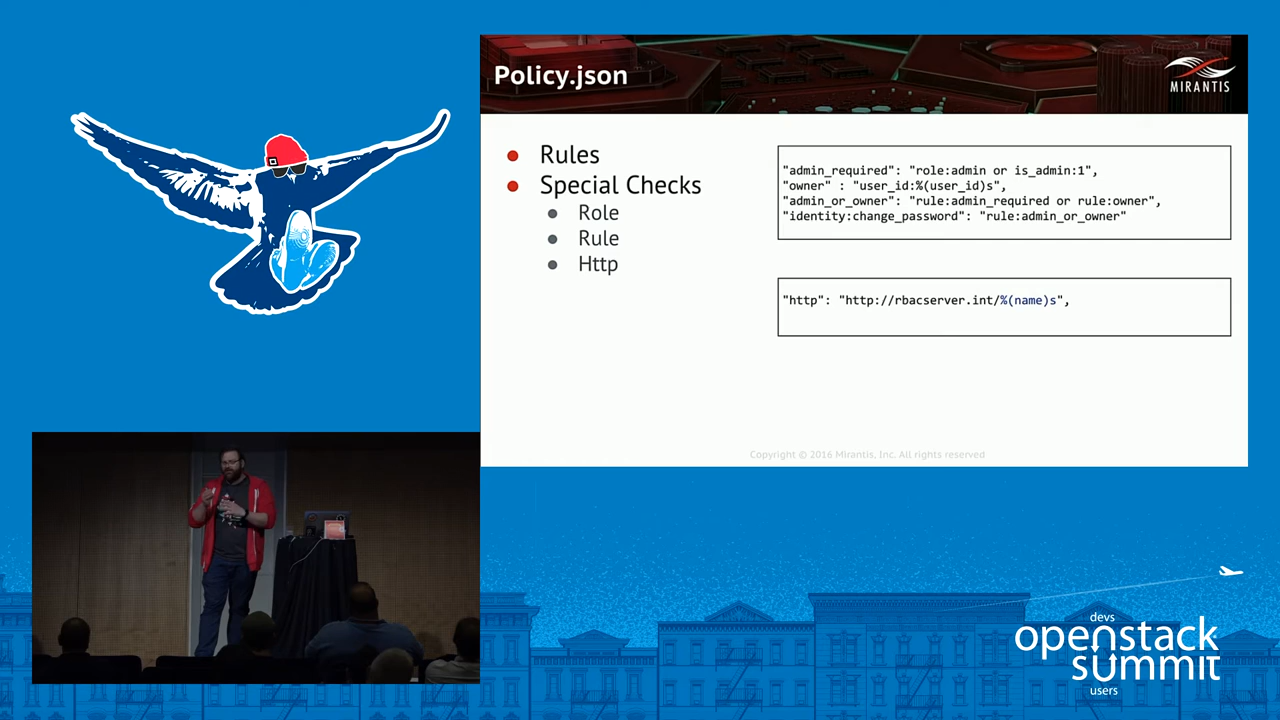 Policy.json
MIRANTIS
Rules
Special Checks
Role
Rule
Http
"admin_required": "role:admin or is_admin:1",
"owner" : "user_id:%(user_id)s",
"admin_or_owner": "rule:admin_required or rule:owner",
"identity:change_password": "rule:admin_or_owner"
"http": "http://rbacserver.int/%(name)s",
Copyright © 2016 Mirantis, Inc. All rights reserved
devs
openstack
summit
users